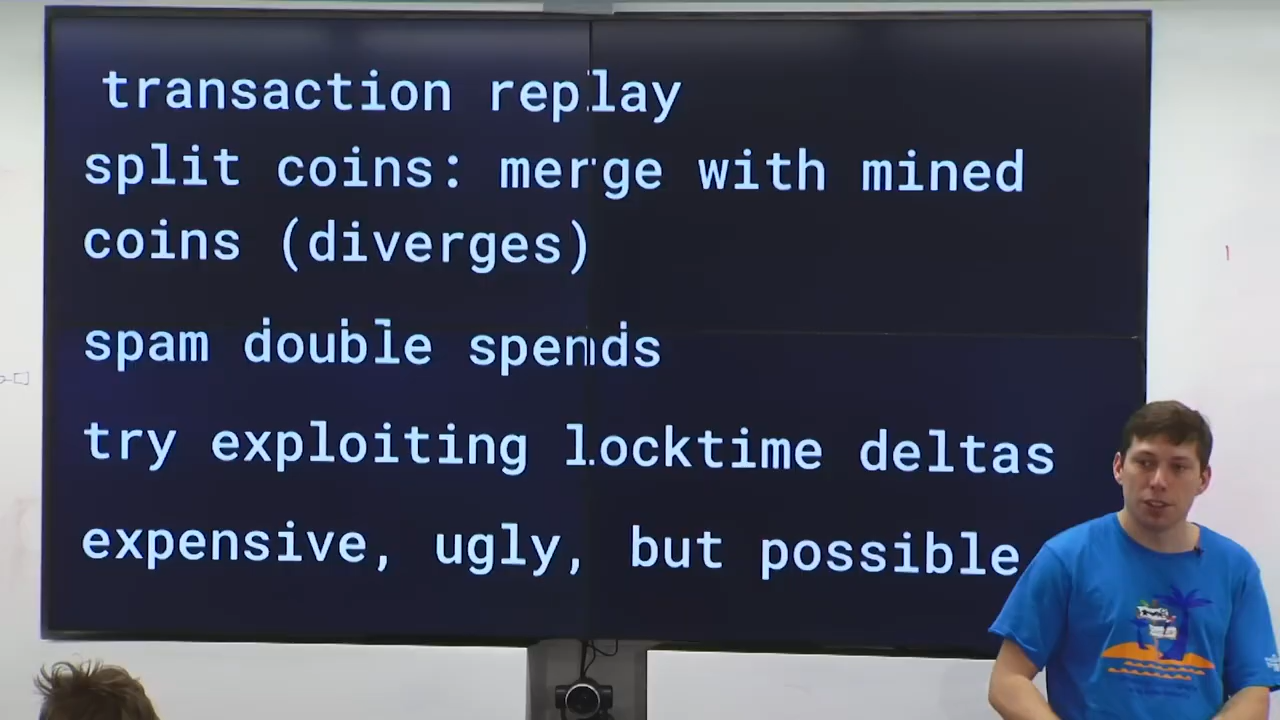 transaction replay
split coins: merge with mined
coins (diverges)
spam double spends
try exploiting locktime deltas
expensive, ugly, but possible